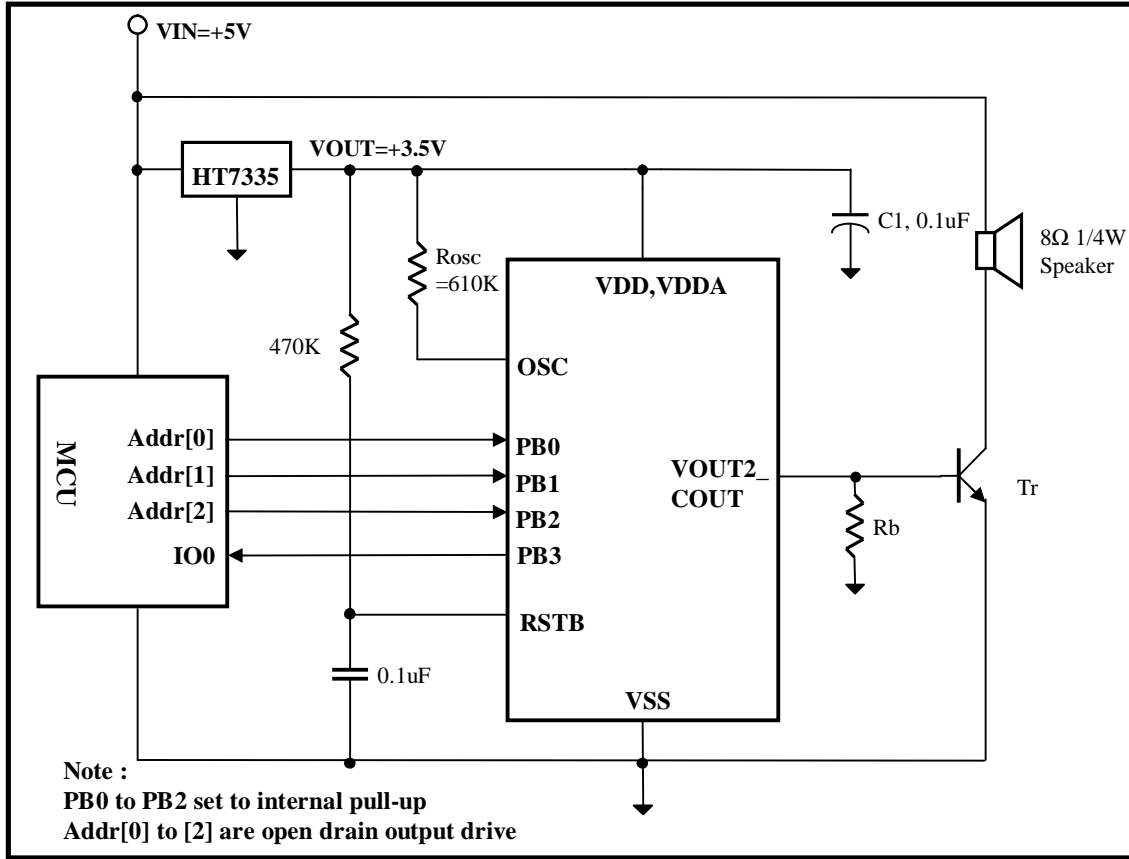 VIN=+5V
VOUT=+3.5V
HT7335
C1, 0.1uF
8Ω 1/4W
Speaker
Rosc
=610K
VDD,VDDA
470K
OSC
MCU
Addr[0]
Addr[1]
Addr[2]
IO0
PB0
PB1
PB2
PB3
RSTB
VOUT2_
COUT
Tr
Rb
0.1uF
VSS
Note :
PB0 to PB2 set to internal pull-up
Addr[0] to [2] are open drain output drive